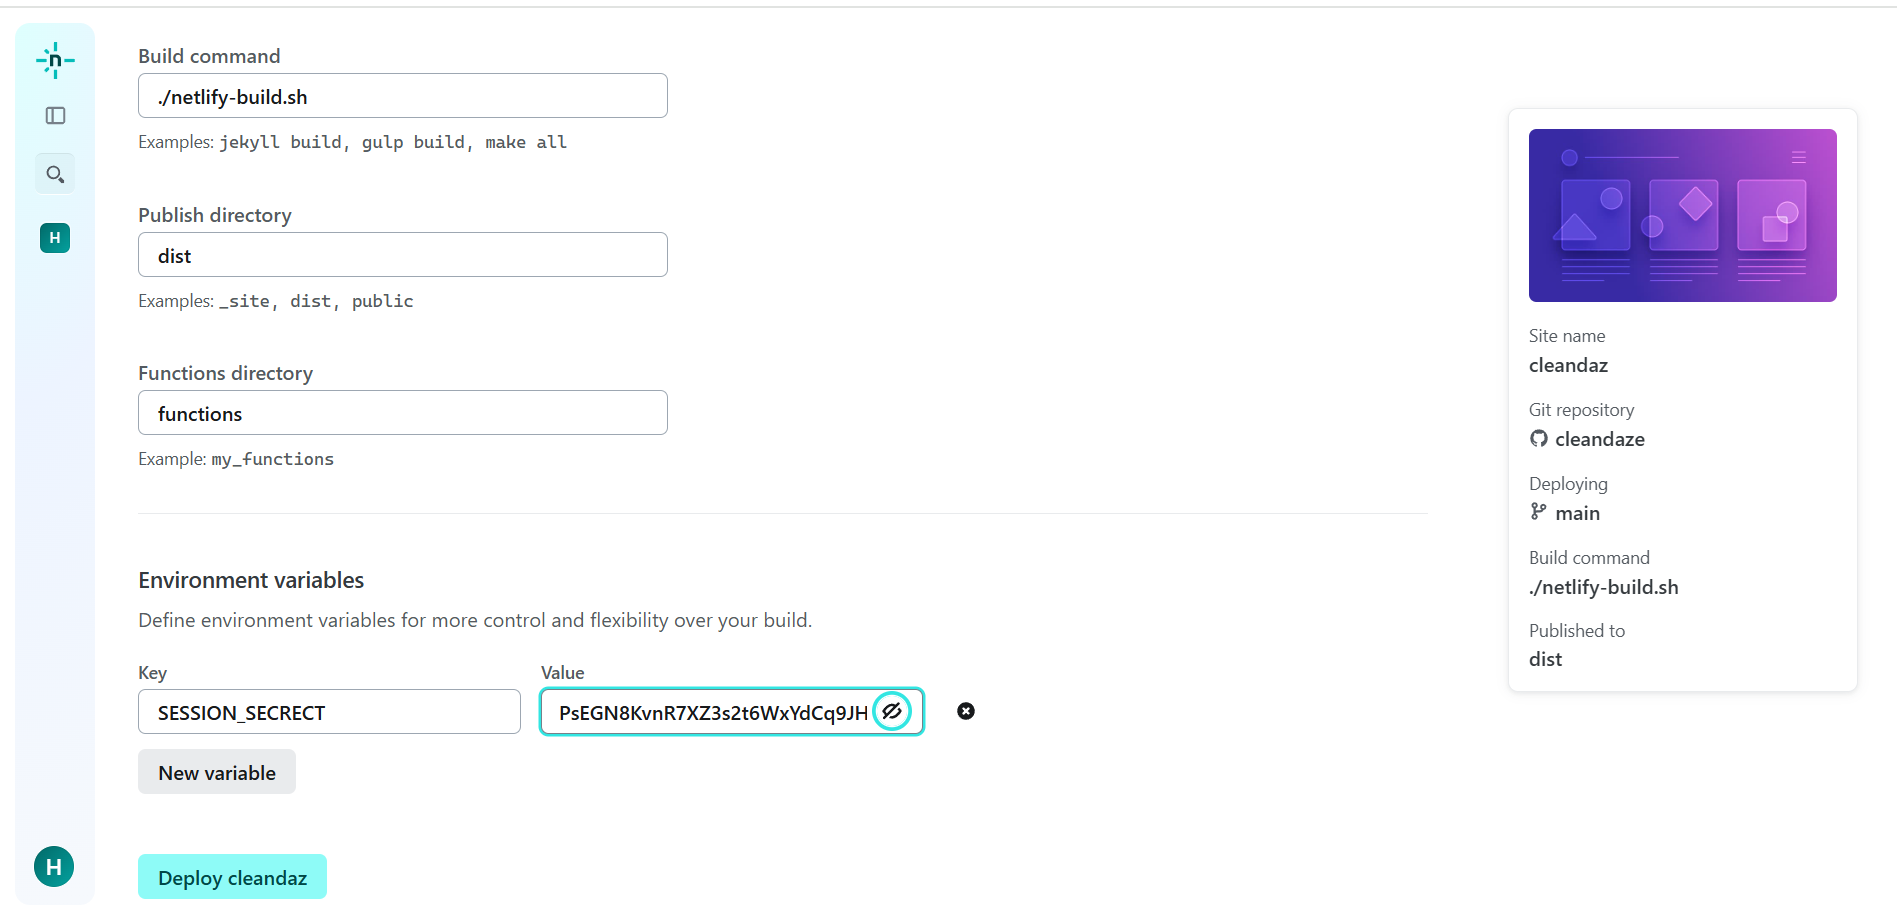 n
H
Build command
./netlify-build.sh
Examples: jekyll build, gulp build, make all
Publish directory
dist
Examples: _site, dist, public
Functions directory
functions
Example: my_functions
Environment variables
Define environment variables for more control and flexibility over your build.
Key
Value
SESSION_SECRECT
PsEGN8KvnR7XZ3s2t6WxYdCq9JH
New variable
Deploy cleandaz
H
Site name
cleandaz
Git repository
cleandaze
Deploying
main
Build command
./netlify-build.sh
Published to
dist